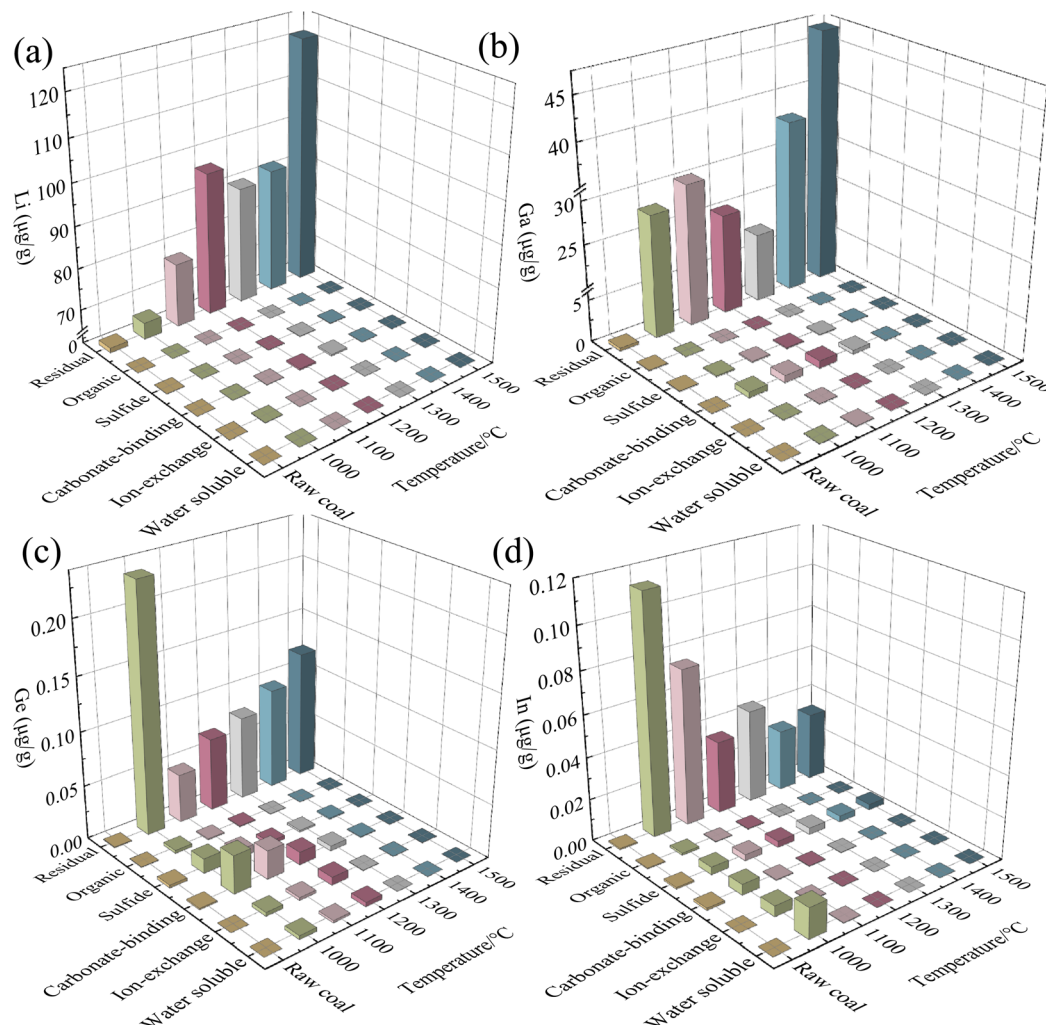 (a)
120
110
100
90
80
70
0
Li (μg/g)
Residual
Organic
Sulfide
Carbonate-binding
Ion-exchange
Water soluble
Raw coal
1000
1100
1200
1300
1400
1500
Temperature/°C
(b)
45
40
30
25
5
0
Ga (μg/g)
Residual
Organic
Sulfide
Carbonate-binding
Ion-exchange
Water soluble
Raw coal
1000
1100
1200
1300
1400
1500
Temperature/°C
(c)
0.20
0.15
0.10
0.05
0.00
Ge (μg/g)
Residual
Organic
Sulfide
Carbonate-binding
Ion-exchange
Water soluble
Raw coal
1000
1100
1200
1300
1400
1500
Temperature/°C
(d)
0.12
0.10
0.08
0.06
0.04
0.02
0.00
In (μg/g)
Residual
Organic
Sulfide
Carbonate-binding
Ion-exchange
Water soluble
Raw coal
1000
1100
1200
1300
1400
1500
Temperature/°C